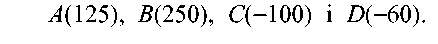 A(125), B(250), C(−100) i D(−60).